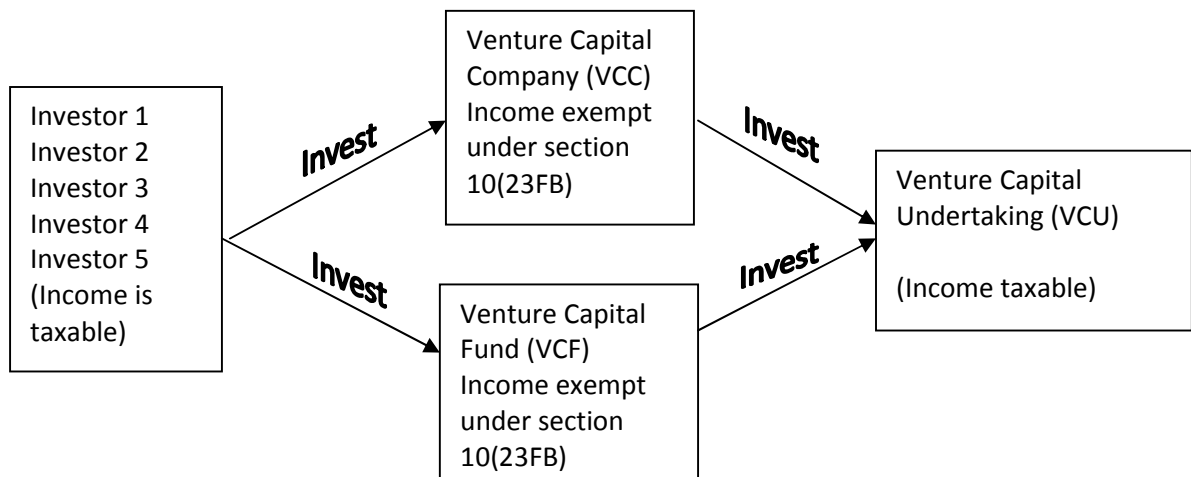 Investor 1
Investor 2
Investor 3
Investor 4
Investor 5
(Income is
taxable)
Invest
Invest
Venture Capital
Company (VCC)
Income exempt
under section
10(23FB)
Venture Capital
Fund (VCF)
Income exempt
under section
10(23FB)
Invest
Invest
Venture Capital
Undertaking (VCU)
(Income taxable)